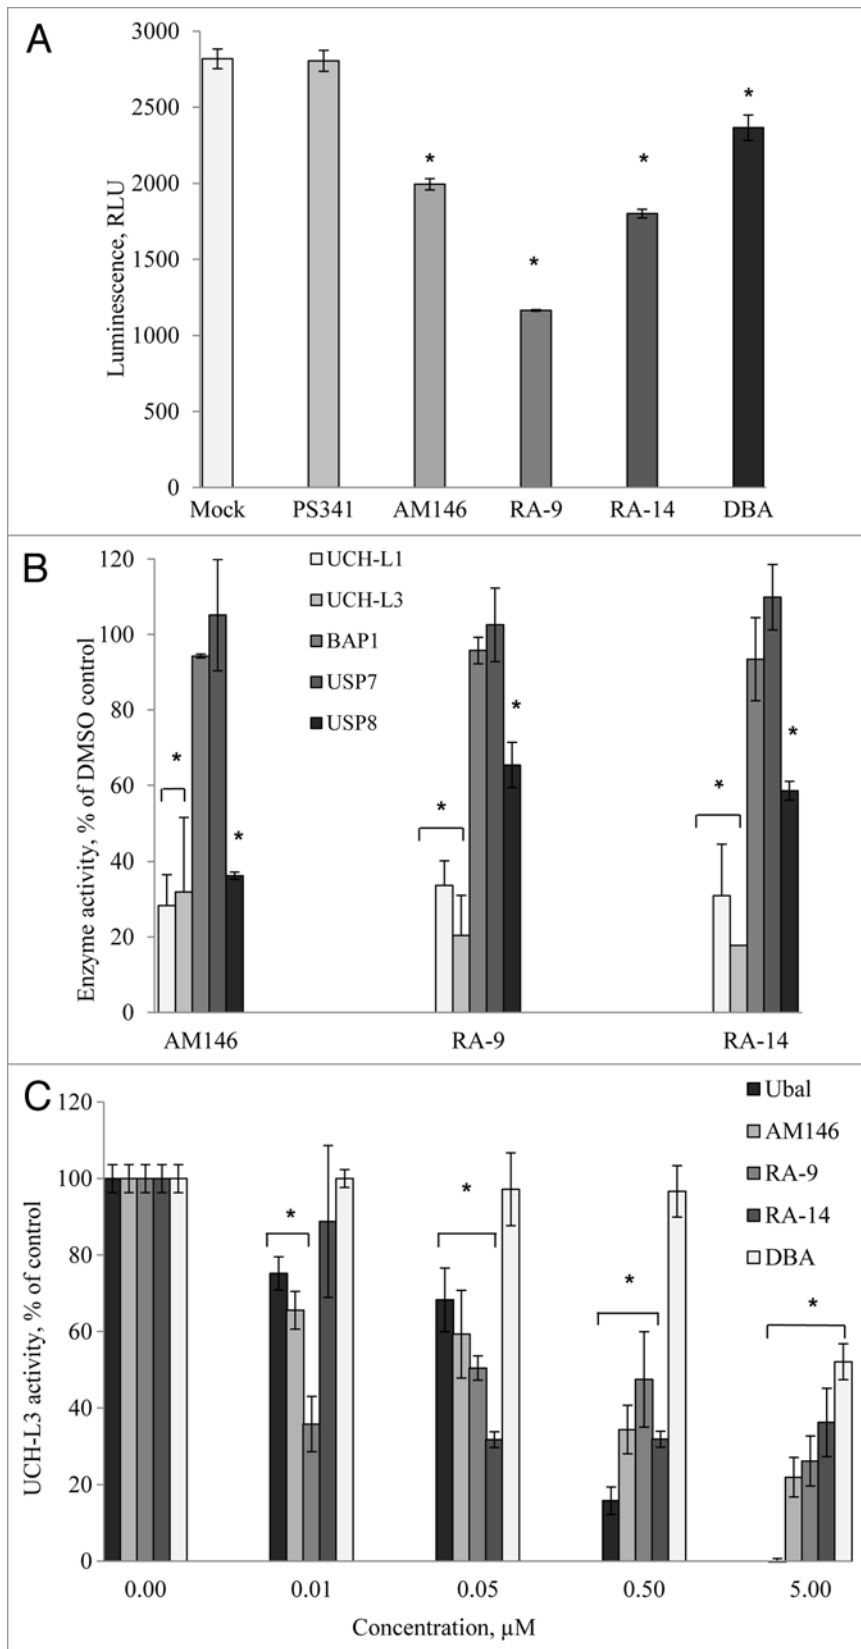 A
3000
2500
2000
1500
1000
500
0
Luminescence, RLU
* * * *
Mock PS341 AM146 RA-9 RA-14 DBA
B
120
100
80
60
40
20
0
Enzyme activity, % of DMSO control
UCH-L1
UCH-L3
BAP1
USP7
USP8
* * * * * *
AM146 RA-9 RA-14
C
120
100
80
60
40
20
0
UCH-L3 activity, % of control
Ubal
AM146
RA-9
RA-14
DBA
* * * *
0.00 0.01 0.05 0.50 5.00
Concentration, µM